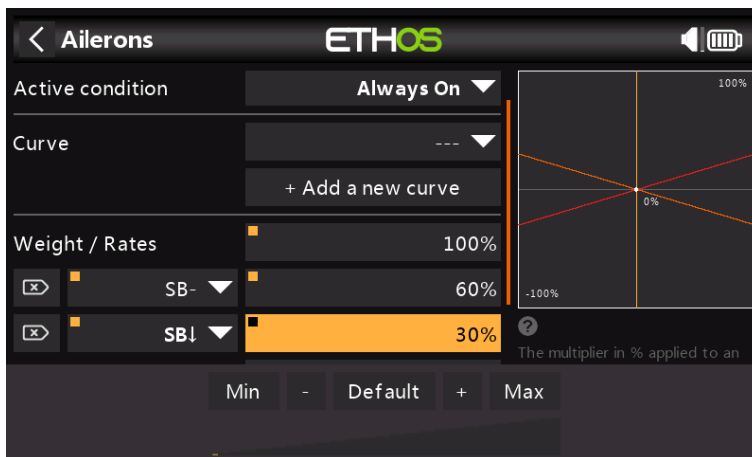 Ailerons
ETHOS
Active condition
Always On
Curve
---
+ Add a new curve
Weight / Rates
100%
SB-
60%
SB↓
30%
100%
0%
-100%
?
The multiplier in % applied to an
Min
-
Default
+
Max